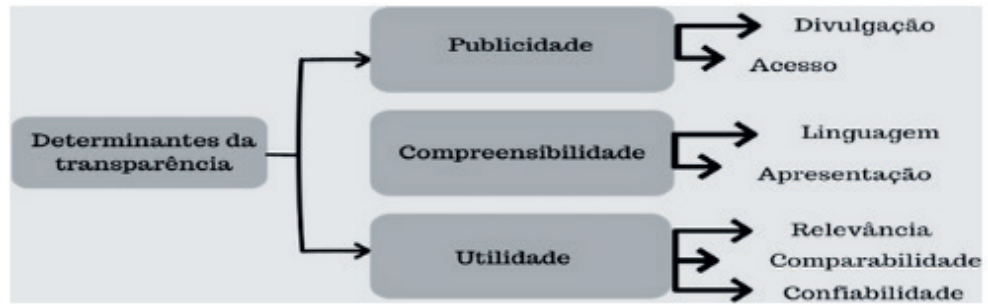 Determinantes da
transparência
Publicidade
Divulgação
Acesso
Compreensibilidade
Linguagem
Apresentação
Utilidade
Relevância
Comparabilidade
Confiabilidade